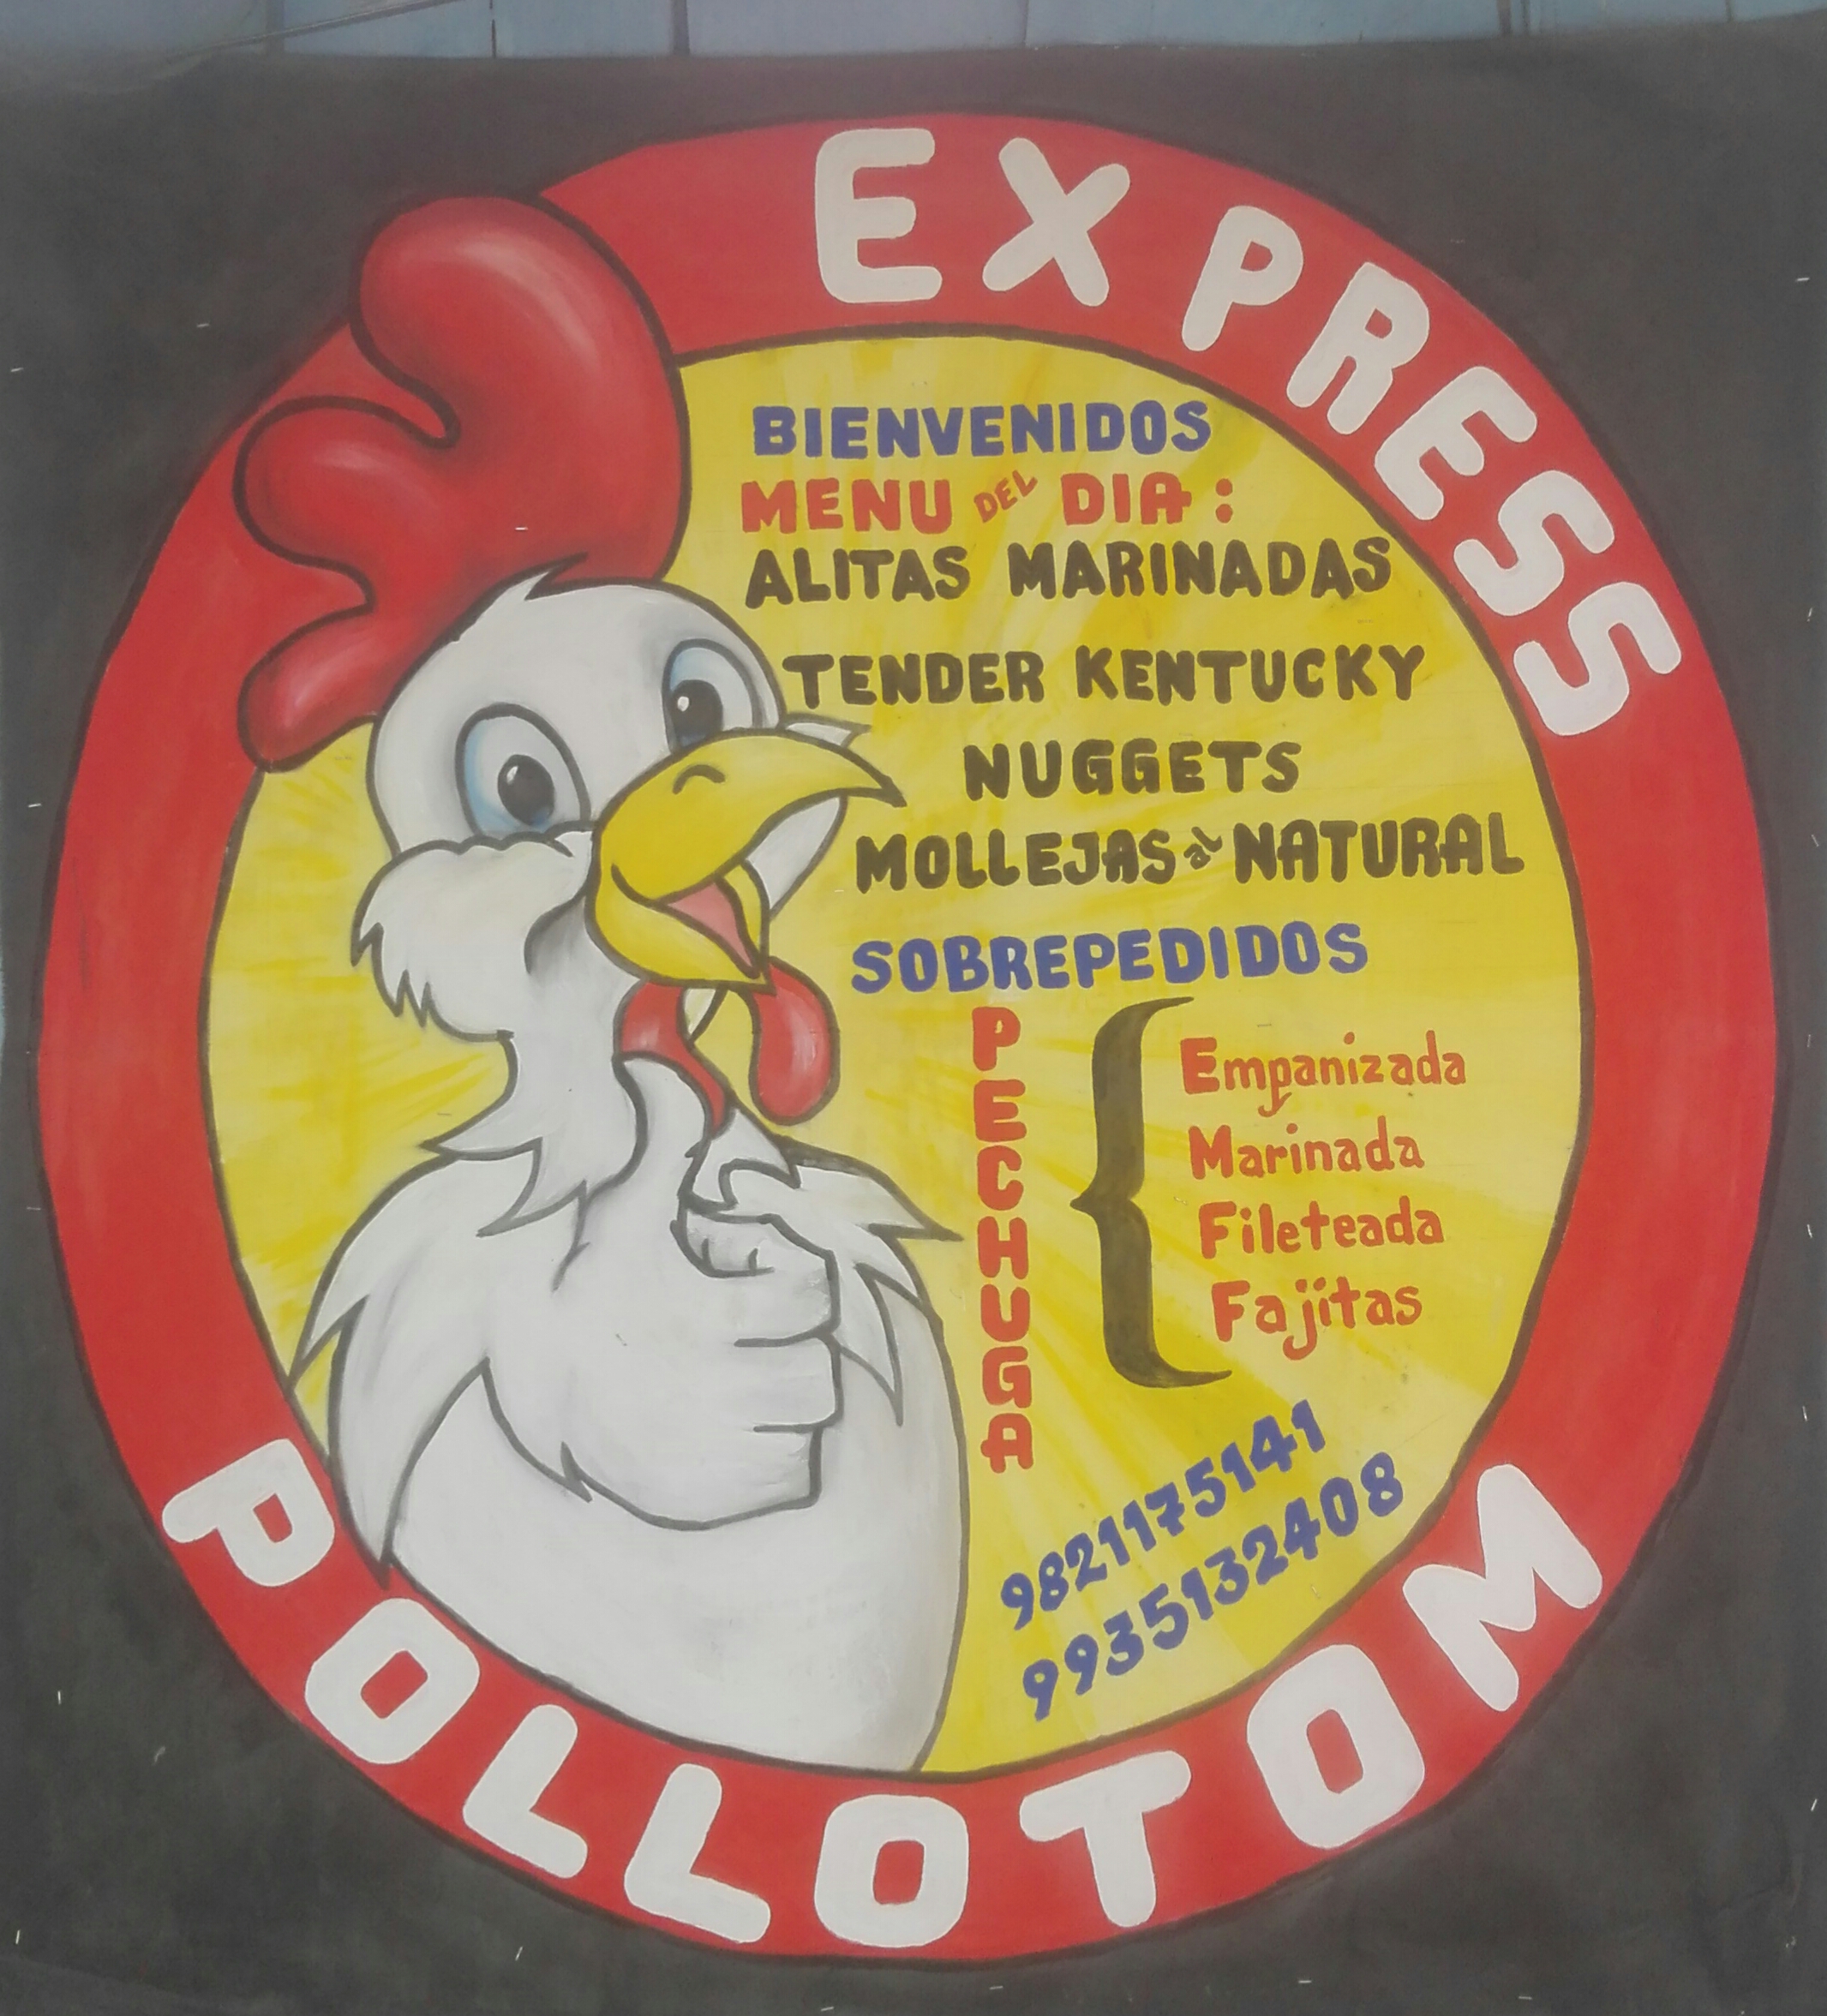 EXPRESS
BIENVENIDOS
MENU DEL DIA:
ALITAS MARINADAS
TENDER KENTUCKY
NUGGETS
MOLLEJAS al NATURAL
SOBREPEDIDOS
PECHUGA
Empanizada
Marinada
Fileteada
Fajitas
9821175141
9935132408
POLLOTOM